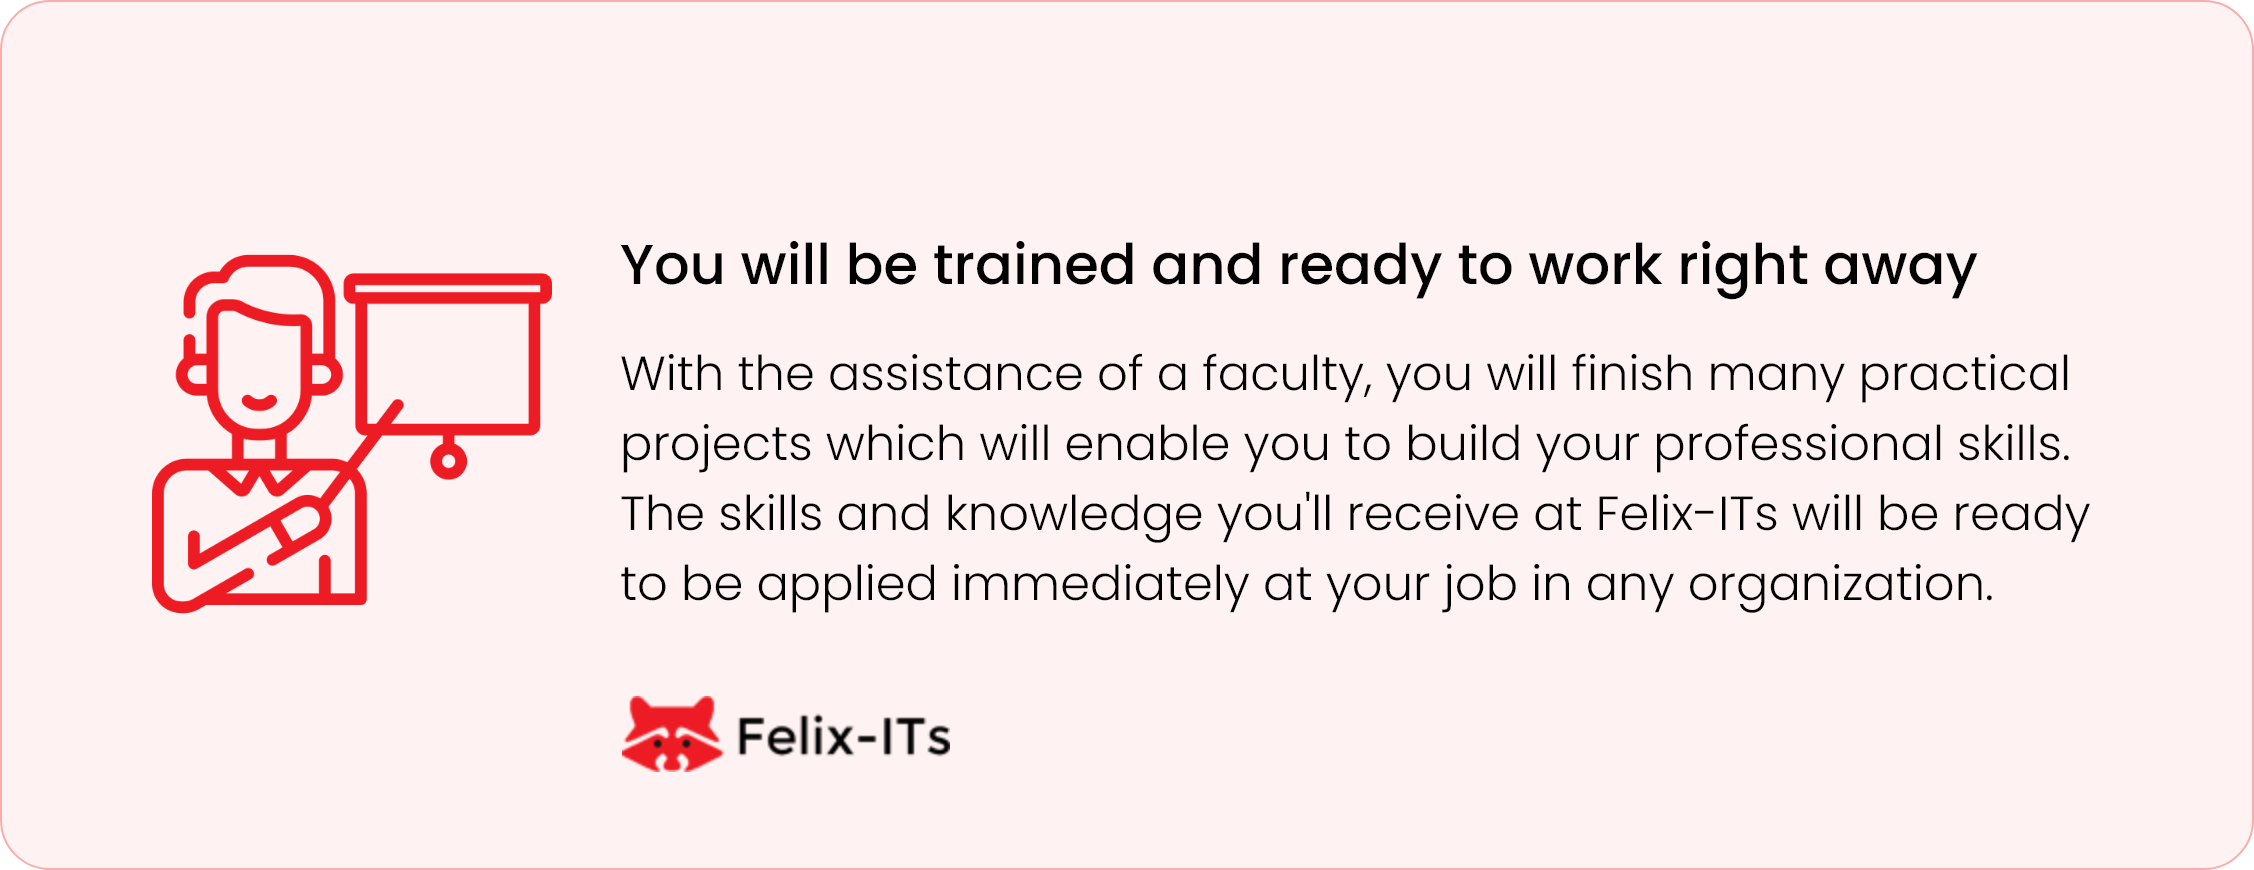 You will be trained and ready to work right away
With the assistance of a faculty, you will finish many practical
projects which will enable you to build your professional skills.
The skills and knowledge you'll receive at Felix-ITs will be ready
to be applied immediately at your job in any organization.
Felix-ITs